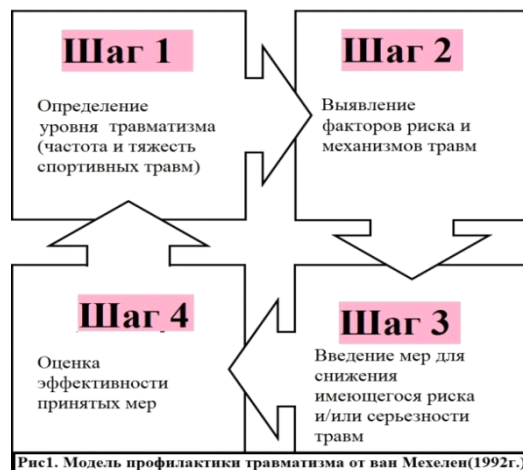 Шаг 1
Определение
уровня травматизма
(частота и тяжесть
спортивных травм)
Шаг 2
Выявление
факторов риска и
механизмов травм
Шаг 4
Оценка
эффективности
принятых мер
Шаг 3
Введение мер для
снижения
имеющегося риска
и/или серьезности
травм
Рис1. Модель профилактики травматизма от ван Мехелен(1992г.)